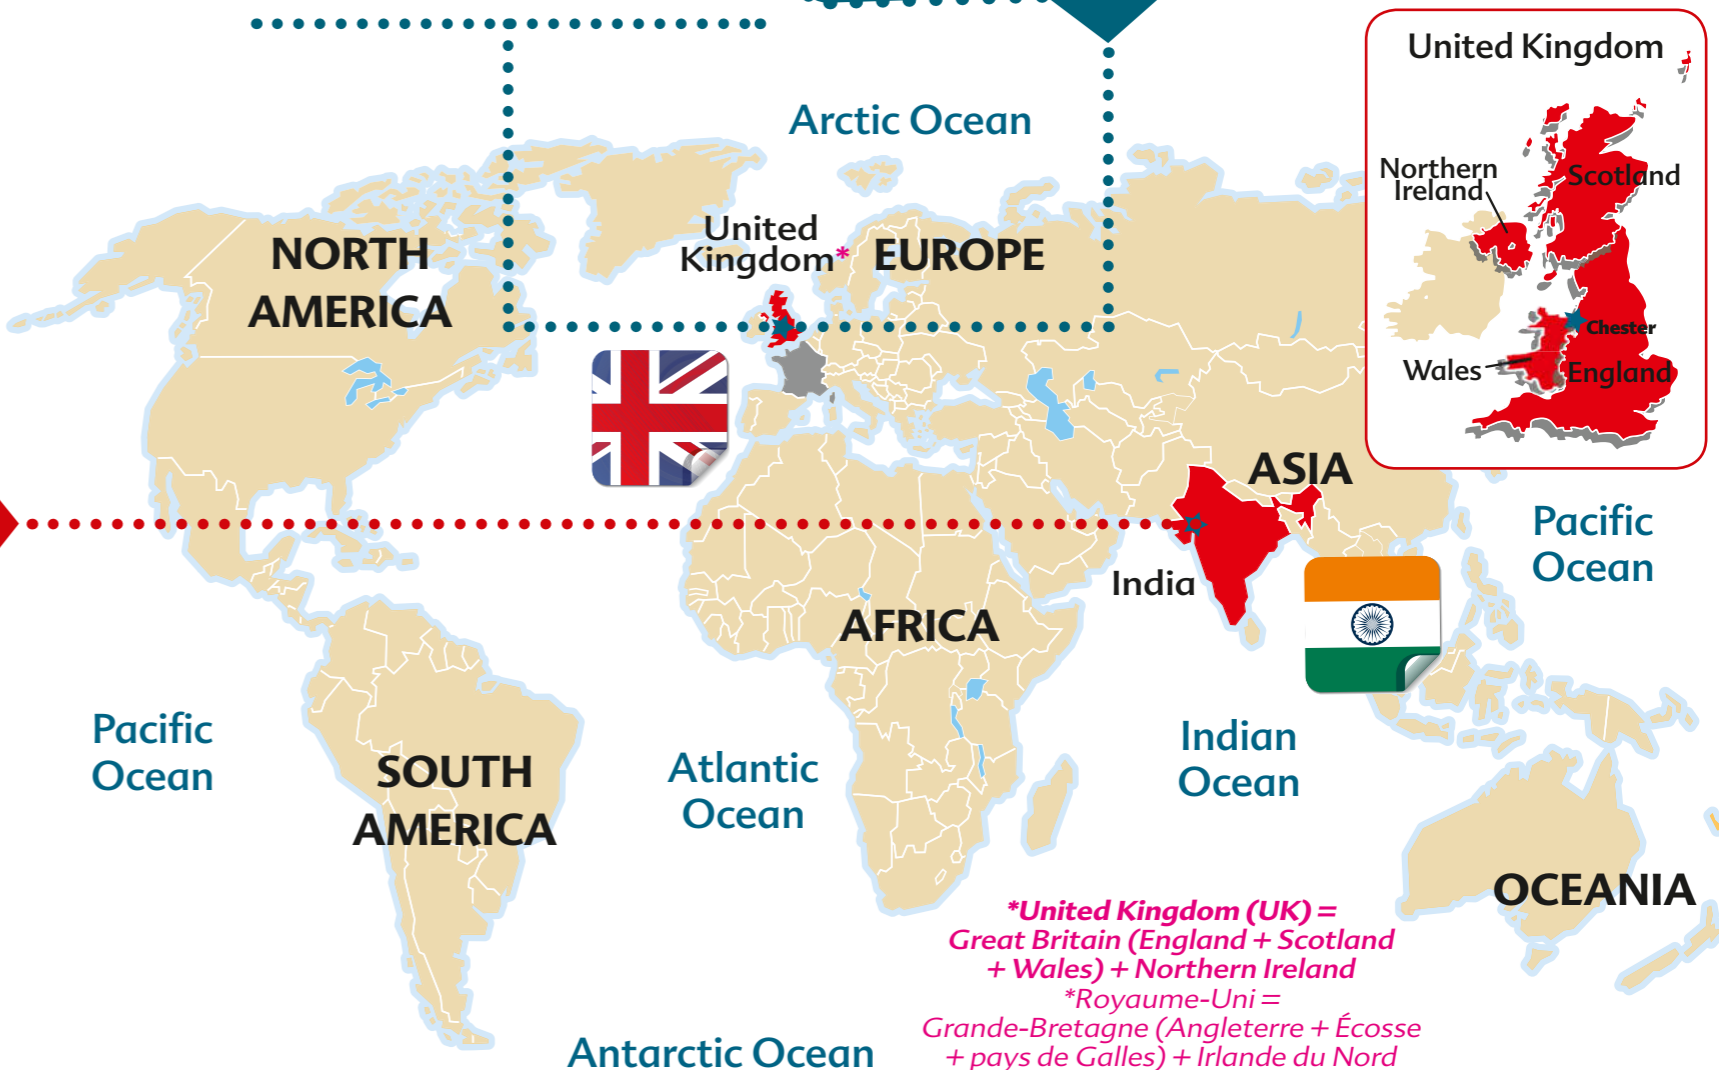 United Kingdom
Arctic Ocean
Northern
Ireland
Scotland
United
Kingdom*
EUROPE
NORTH
AMERICA
Chester
Wales
England
ASIA
Pacific
Ocean
India
AFRICA
Pacific
Ocean
SOUTH
AMERICA
Atlantic
Ocean
Indian
Ocean
OCEANIA
*United Kingdom (UK) =
Great Britain (England + Scotland
+ Wales) + Northern Ireland
*Royaume-Uni =
Grande-Bretagne (Angleterre + Écosse
+ pays de Galles) + Irlande du Nord
Antarctic Ocean